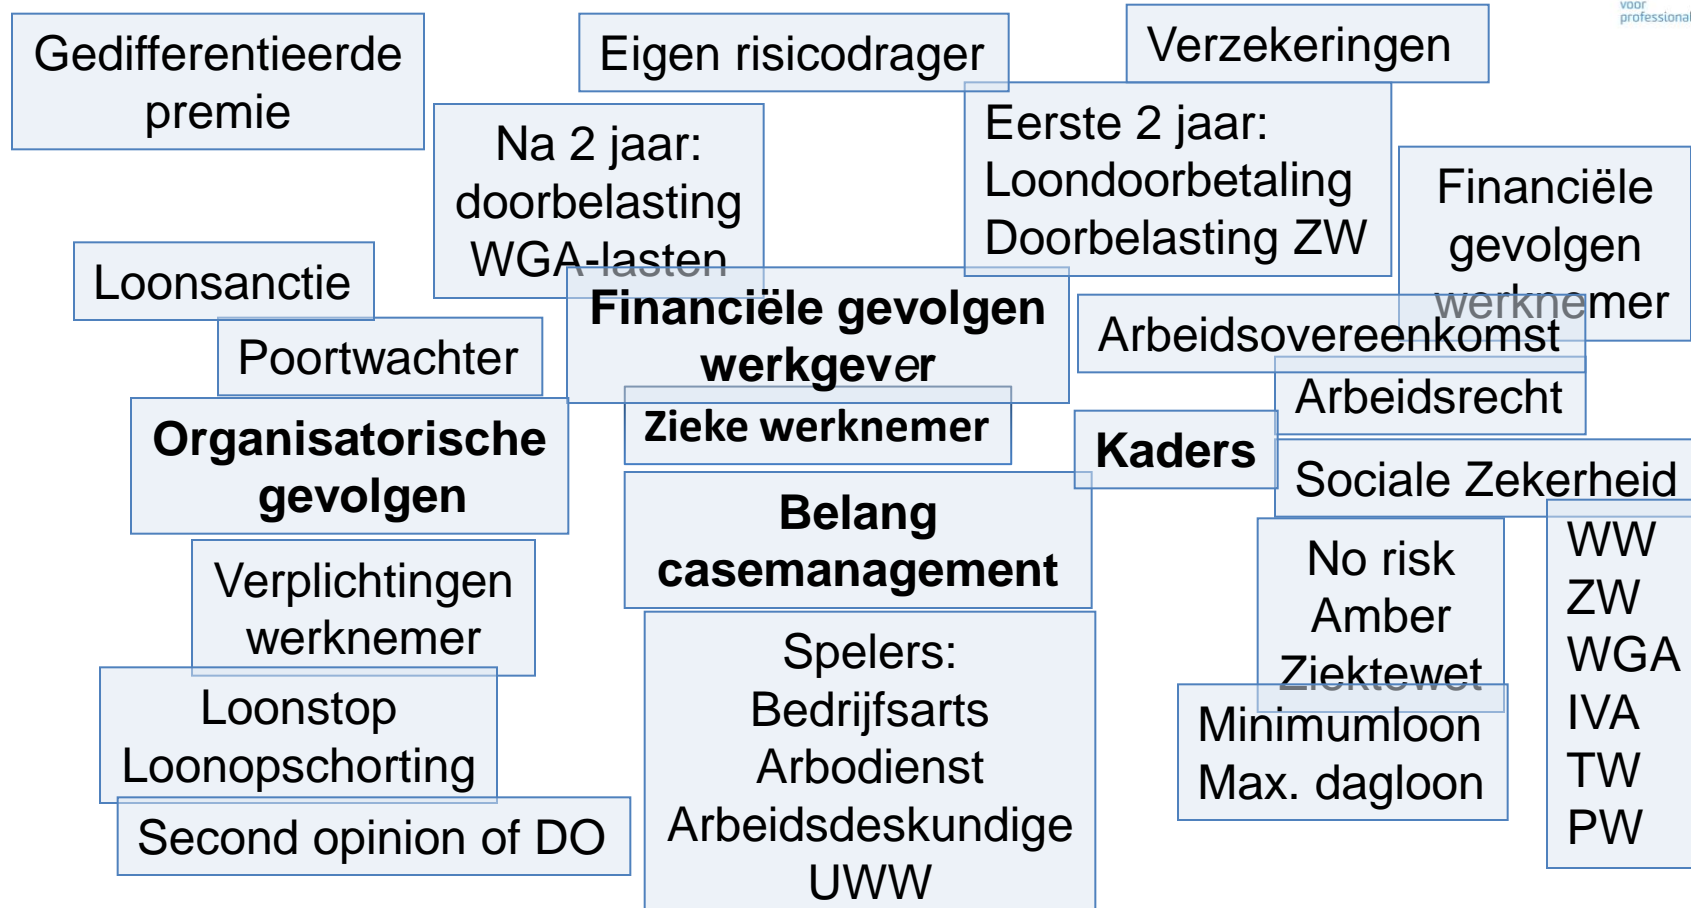 voor
professionals
Gedifferentieerde
premie
Eigen risicodrager
Verzekeringen
Na 2 jaar:
doorbelasting
WGA-lasten
Eerste 2 jaar:
Loondoorbetaling
Doorbelasting ZW
Financiële
gevolgen
werknemer
Loonsanctie
Poortwachter
Financiële gevolgen
werkgever
Arbeidsovereenkomst
Arbeidsrecht
Organisatorische
gevolgen
Zieke werknemer
Kaders
Sociale Zekerheid
Belang
casemanagement
Verplichtingen
werknemer
No risk
Amber
Ziektewet
WW
ZW
WGA
IVA
TW
PW
Loonstop
Loonopschorting
Spelers:
Bedrijfsarts
Arbodienst
Arbeidsdeskundige
UWW
Minimumloon
Max. dagloon
Second opinion of DO